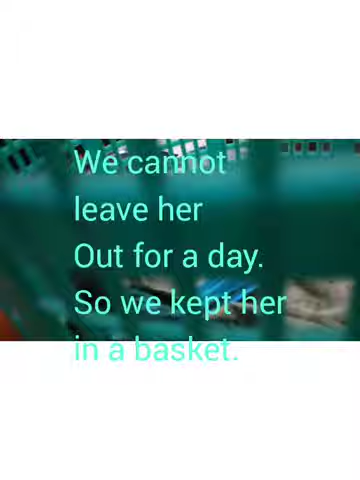 We cannot
leave her
Out for a day.
So we kept her
in a basket.